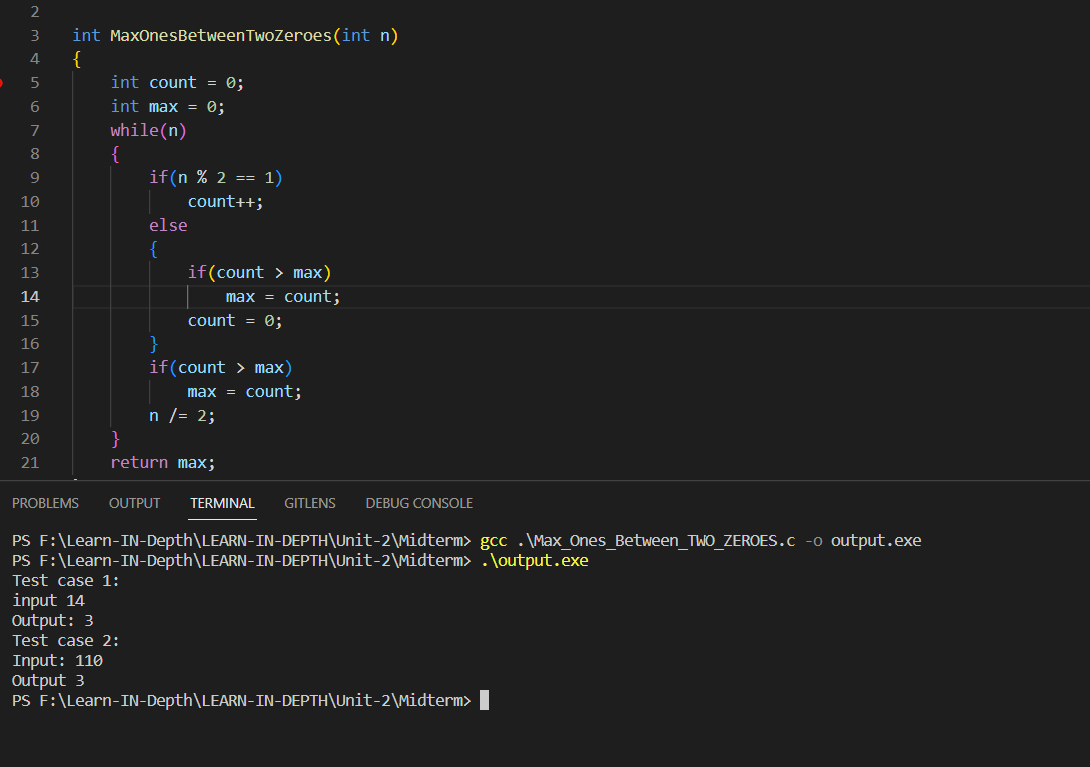 2
3 int MaxOnesBetweenTwoZeroes(int n)
4 {
5 int count = 0;
6 int max = 0;
7 while(n)
8 {
9 if(n % 2 == 1)
10 count++;
11 else
12 {
13 if(count > max)
14 max = count;
15 count = 0;
16 }
17 if(count > max)
18 max = count;
19 n /= 2;
20 }
21 return max;
PROBLEMS OUTPUT TERMINAL GITLENS DEBUG CONSOLE
PS F:\Learn-IN-Depth\LEARN-IN-DEPTH\Unit-2\Midterm> gcc .\Max_Ones_Between_TWO_ZEROES.c -o output.exe
PS F:\Learn-IN-Depth\LEARN-IN-DEPTH\Unit-2\Midterm> .\output.exe
Test case 1:
input 14
Output: 3
Test case 2:
Input: 110
Output 3
PS F:\Learn-IN-Depth\LEARN-IN-DEPTH\Unit-2\Midterm>